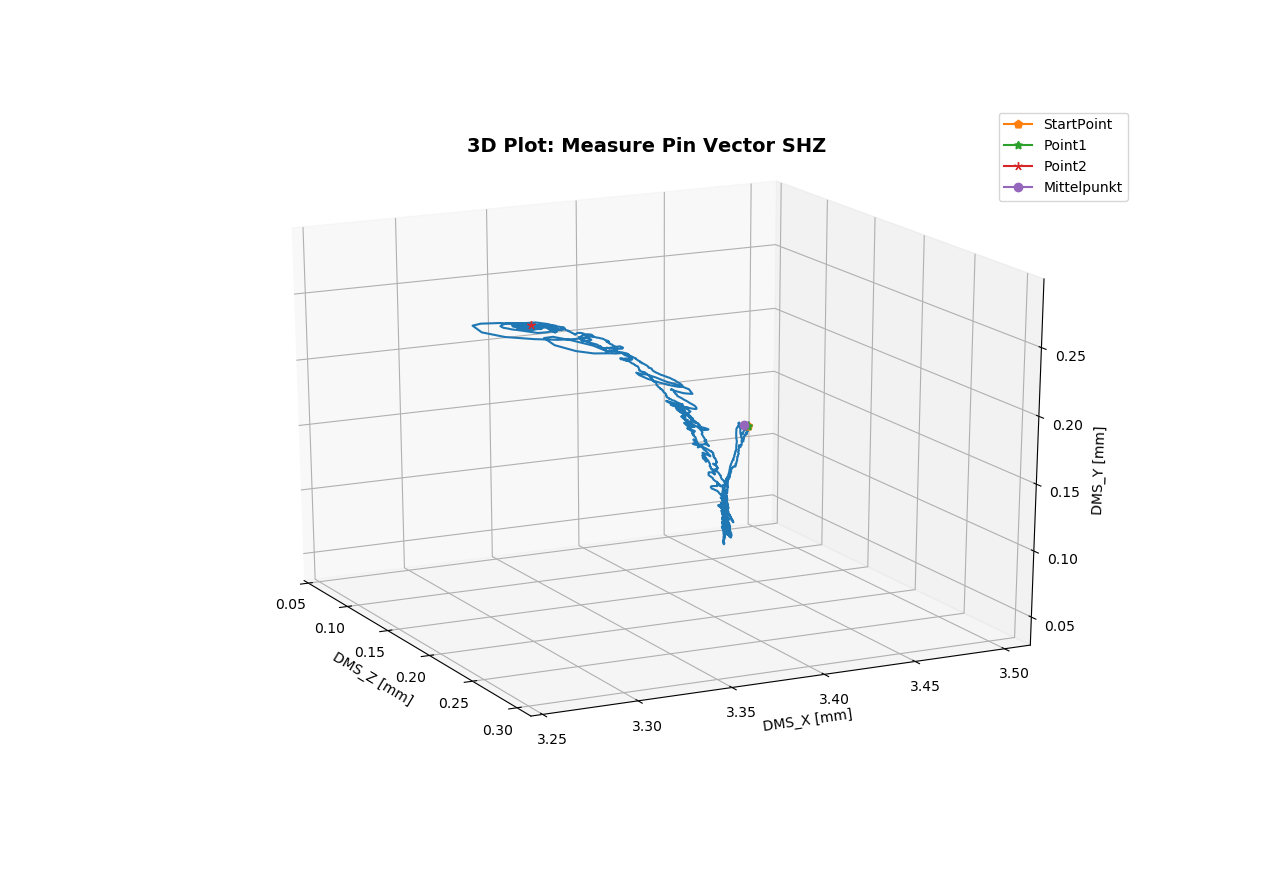 3D Plot: Measure Pin Vector SHZ
StartPoint
Point1
Point2
Mittelpunkt
0.25
0.20
0.15
0.10
0.05
DMS_Y [mm]
0.05
0.10
0.15
0.20
0.25
0.30
DMS_Z [mm]
3.25
3.30
3.35
3.40
3.45
3.50
DMS_X [mm]